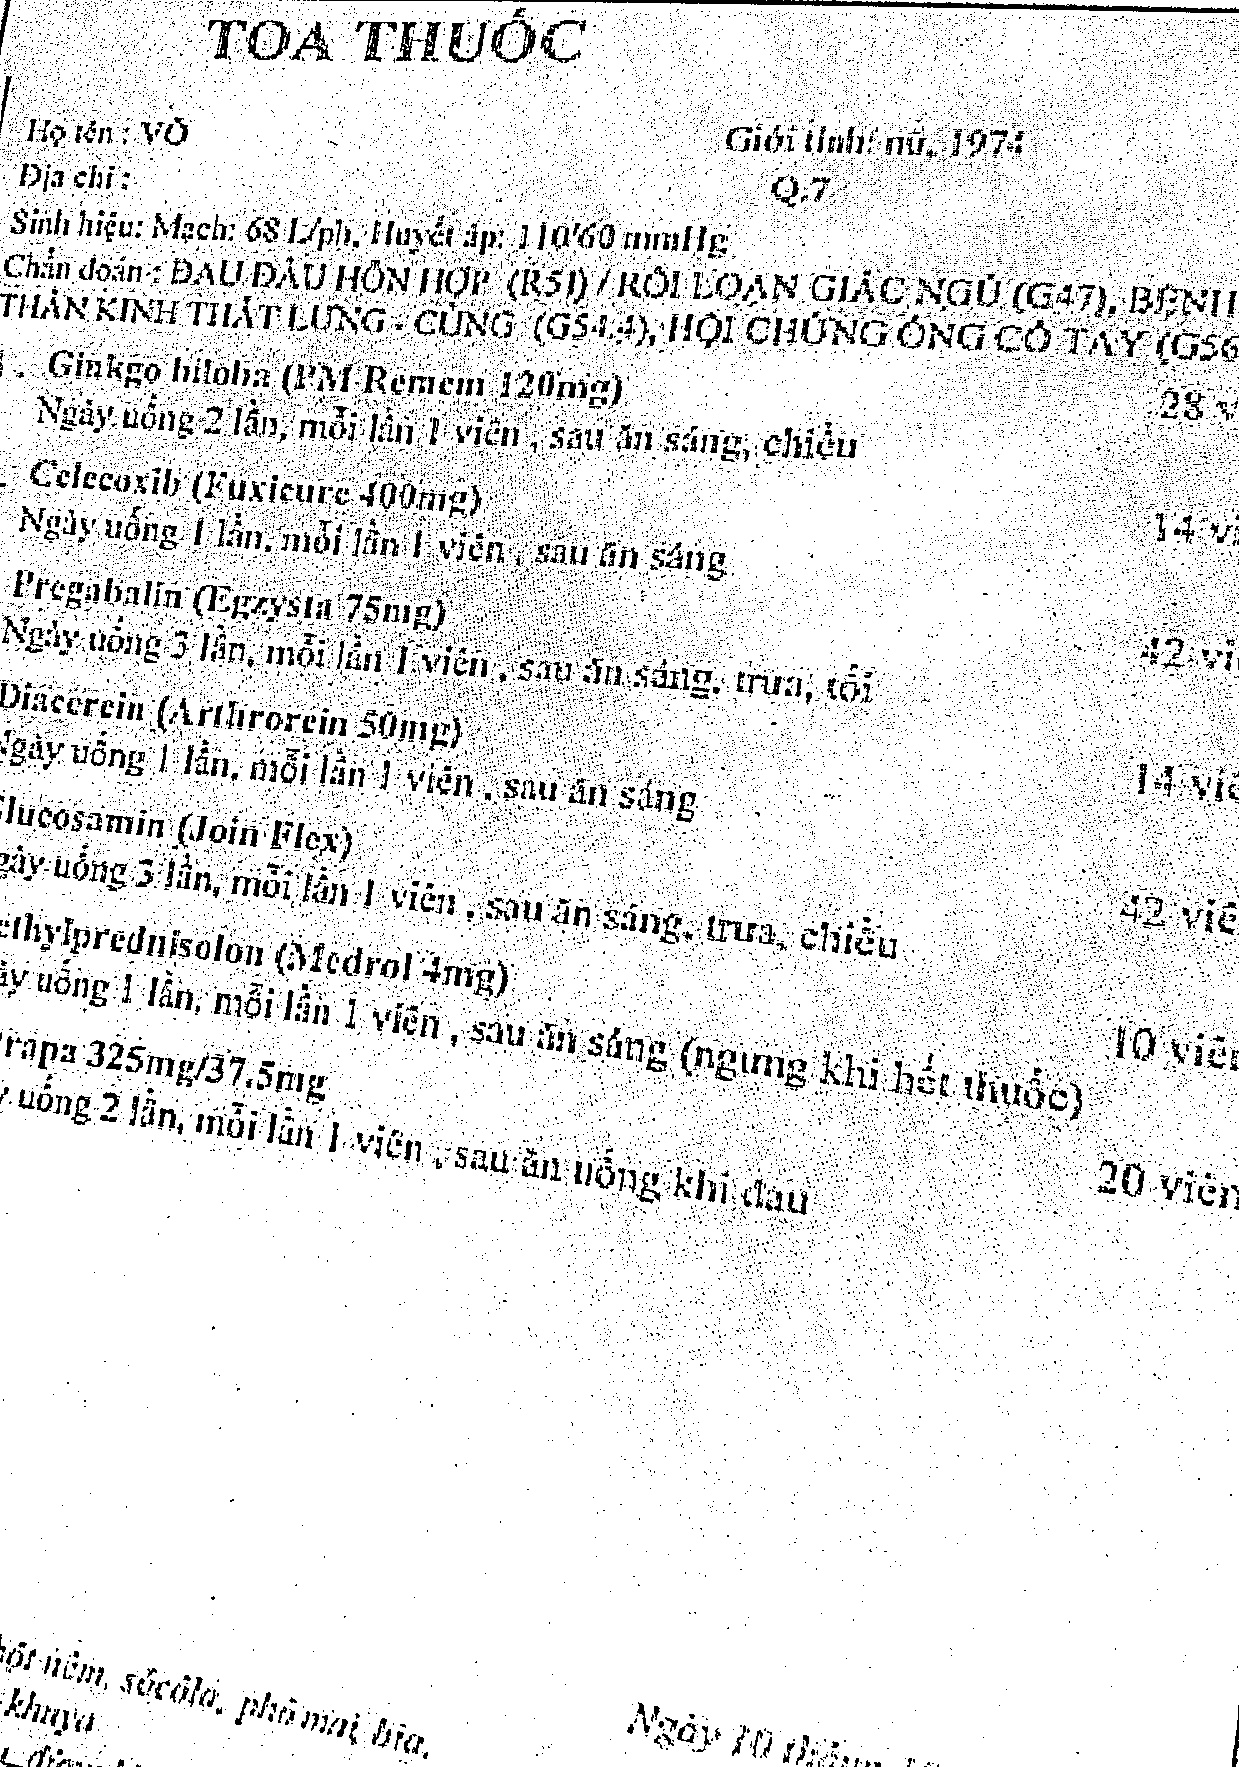 TOA THUỐC
Họ tên : VÕ
Giới tính: nữ, 1974
Địa chỉ :
Q.7
Sinh hiệu: Mạch: 68 L/ph. Huyết áp: 110/60 mmHg
Chẩn đoán : ĐAU ĐẦU HỖN HỢP (R51) / RỐI LOẠN GIẤC NGỦ (G47), BỆNH
THẦN KINH THẮT LƯNG - CÙNG (G54.4), HỘI CHỨNG ỐNG CỔ TAY (G56
Ginkgo biloba (PM Remem 120mg)
28 v
Ngày uống 2 lần, mỗi lần 1 viên , sau ăn sáng, chiều
Celecoxib (Fuxicure 400mg)
14 vi
Ngày uống 1 lần, mỗi lần 1 viên , sau ăn sáng
Pregabalin (Egzysta 75mg)
42 viê
Ngày uống 3 lần, mỗi lần 1 viên , sau ăn sáng, trưa, tối
Diacerein (Arthrorein 50mg)
14 viê
Ngày uống 1 lần, mỗi lần 1 viên , sau ăn sáng
lucosamin (Join Flex)
42 viê
gày uống 3 lần, mỗi lần 1 viên , sau ăn sáng, trưa, chiều
ethylprednisolon (Medrol 4mg)
10 viên
ày uống 1 lần, mỗi lần 1 viên , sau ăn sáng (ngưng khi hết thuốc)
rapa 325mg/37.5mg
20 viên
y uống 2 lần, mỗi lần 1 viên , sau ăn uống khi đau
bột nêm, sôcôla, phô mai, bia.
khuya
Ngày 10 tháng